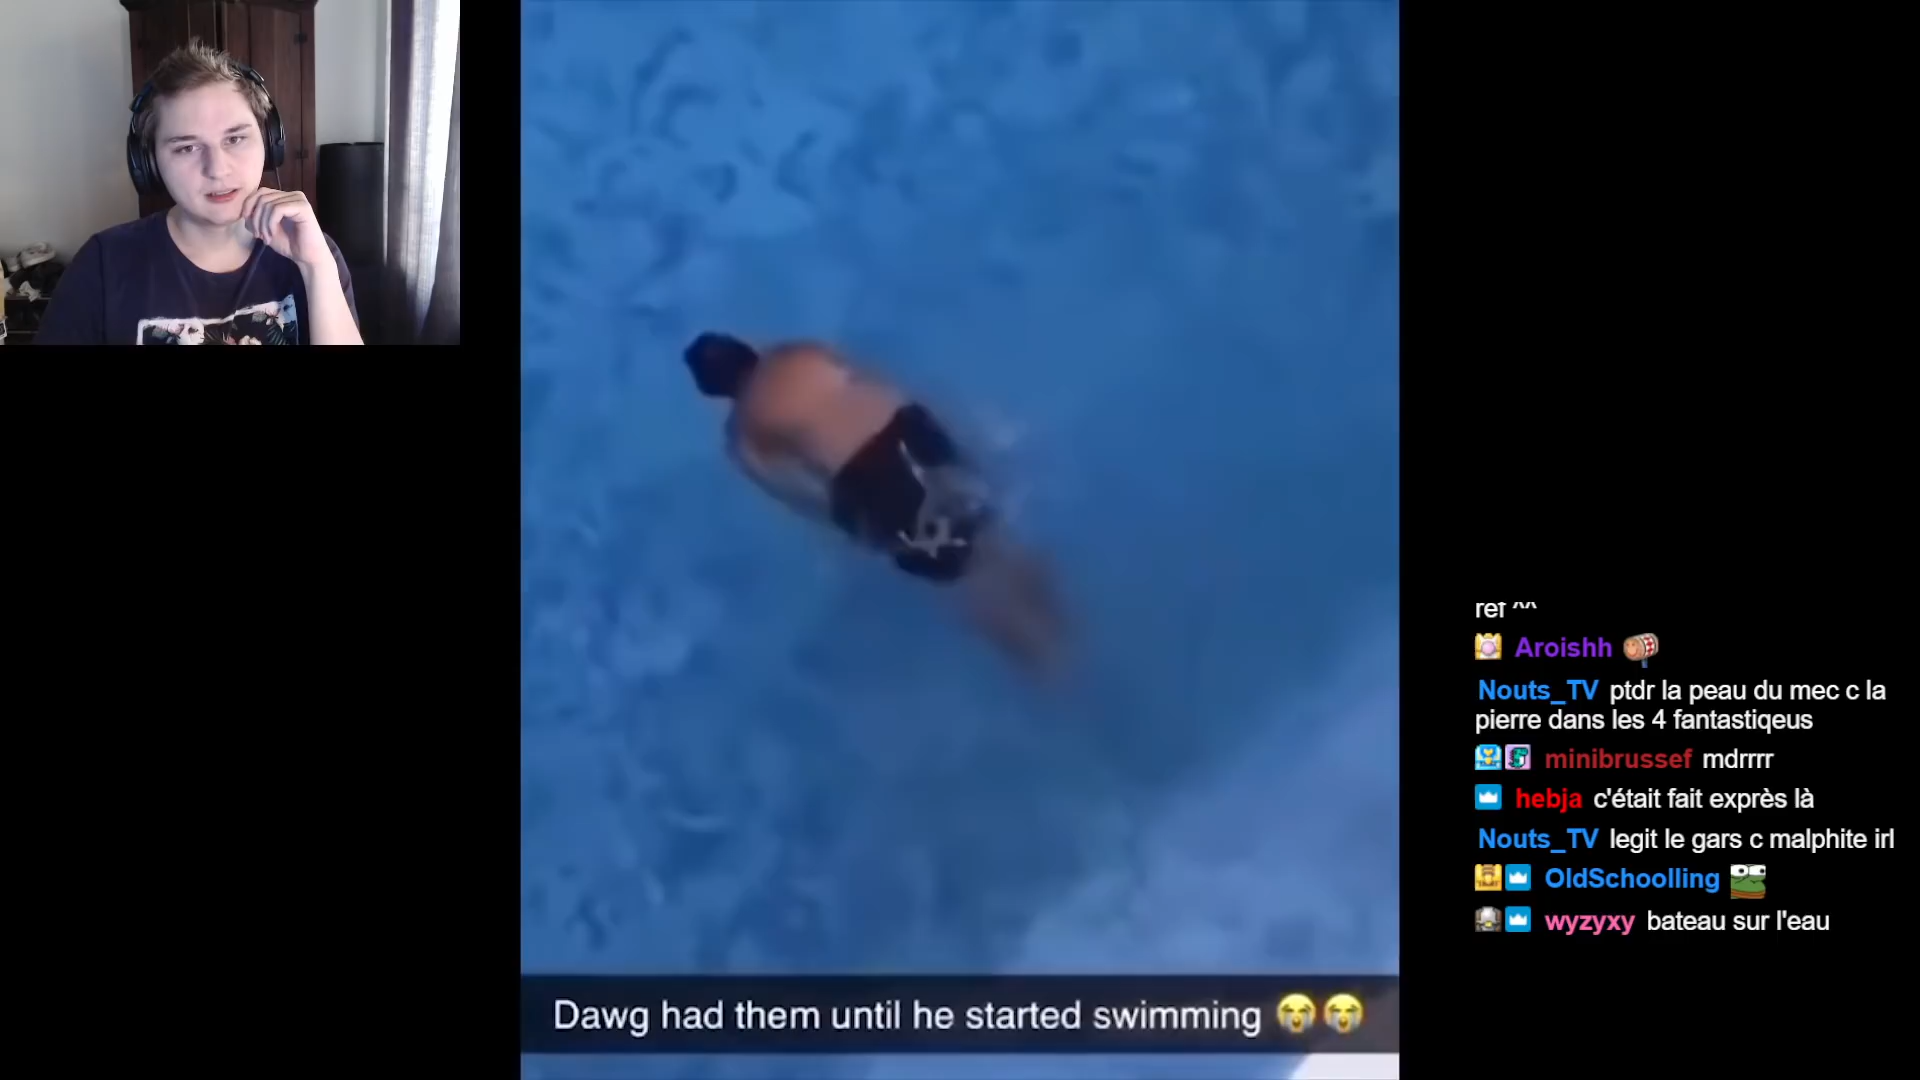 ref ^^
Aroishh
Nouts_TV ptdr la peau du mec c la
pierre dans les 4 fantastiqeus
minibrussef mdrrrr
hebja c'était fait exprès là
Nouts_TV legit le gars c malphite irl
OldSchoolling
wyzyxy bateau sur l'eau
Dawg had them until he started swimming 😭😭